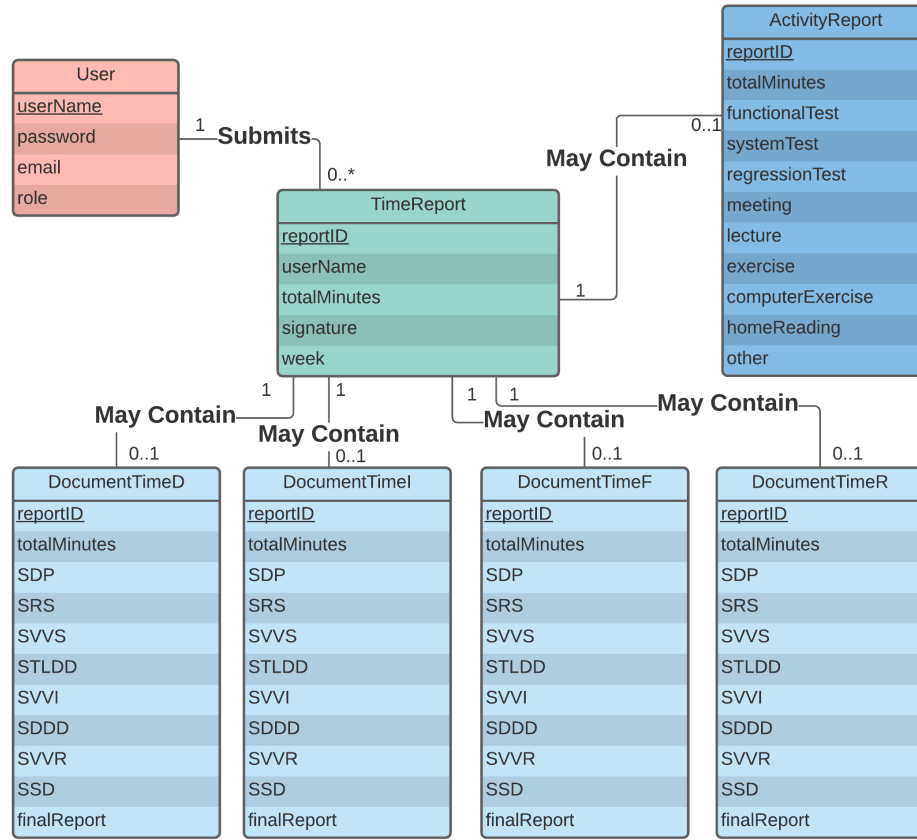 ActivityReport
reportID
totalMinutes
functionalTest
systemTest
regressionTest
meeting
lecture
exercise
computerExercise
homeReading
other
User
userName
password
email
role
1
Submits
0..*
0..1
May Contain
1
TimeReport
reportID
userName
totalMinutes
signature
week
1
May Contain
0..1
1
May Contain
0..1
1
May Contain
0..1
1
May Contain
0..1
DocumentTimeD
reportID
totalMinutes
SDP
SRS
SVVS
STLDD
SVVI
SDDD
SVVR
SSD
finalReport
DocumentTimeI
reportID
totalMinutes
SDP
SRS
SVVS
STLDD
SVVI
SDDD
SVVR
SSD
finalReport
DocumentTimeF
reportID
totalMinutes
SDP
SRS
SVVS
STLDD
SVVI
SDDD
SVVR
SSD
finalReport
DocumentTimeR
reportID
totalMinutes
SDP
SRS
SVVS
STLDD
SVVI
SDDD
SVVR
SSD
finalReport